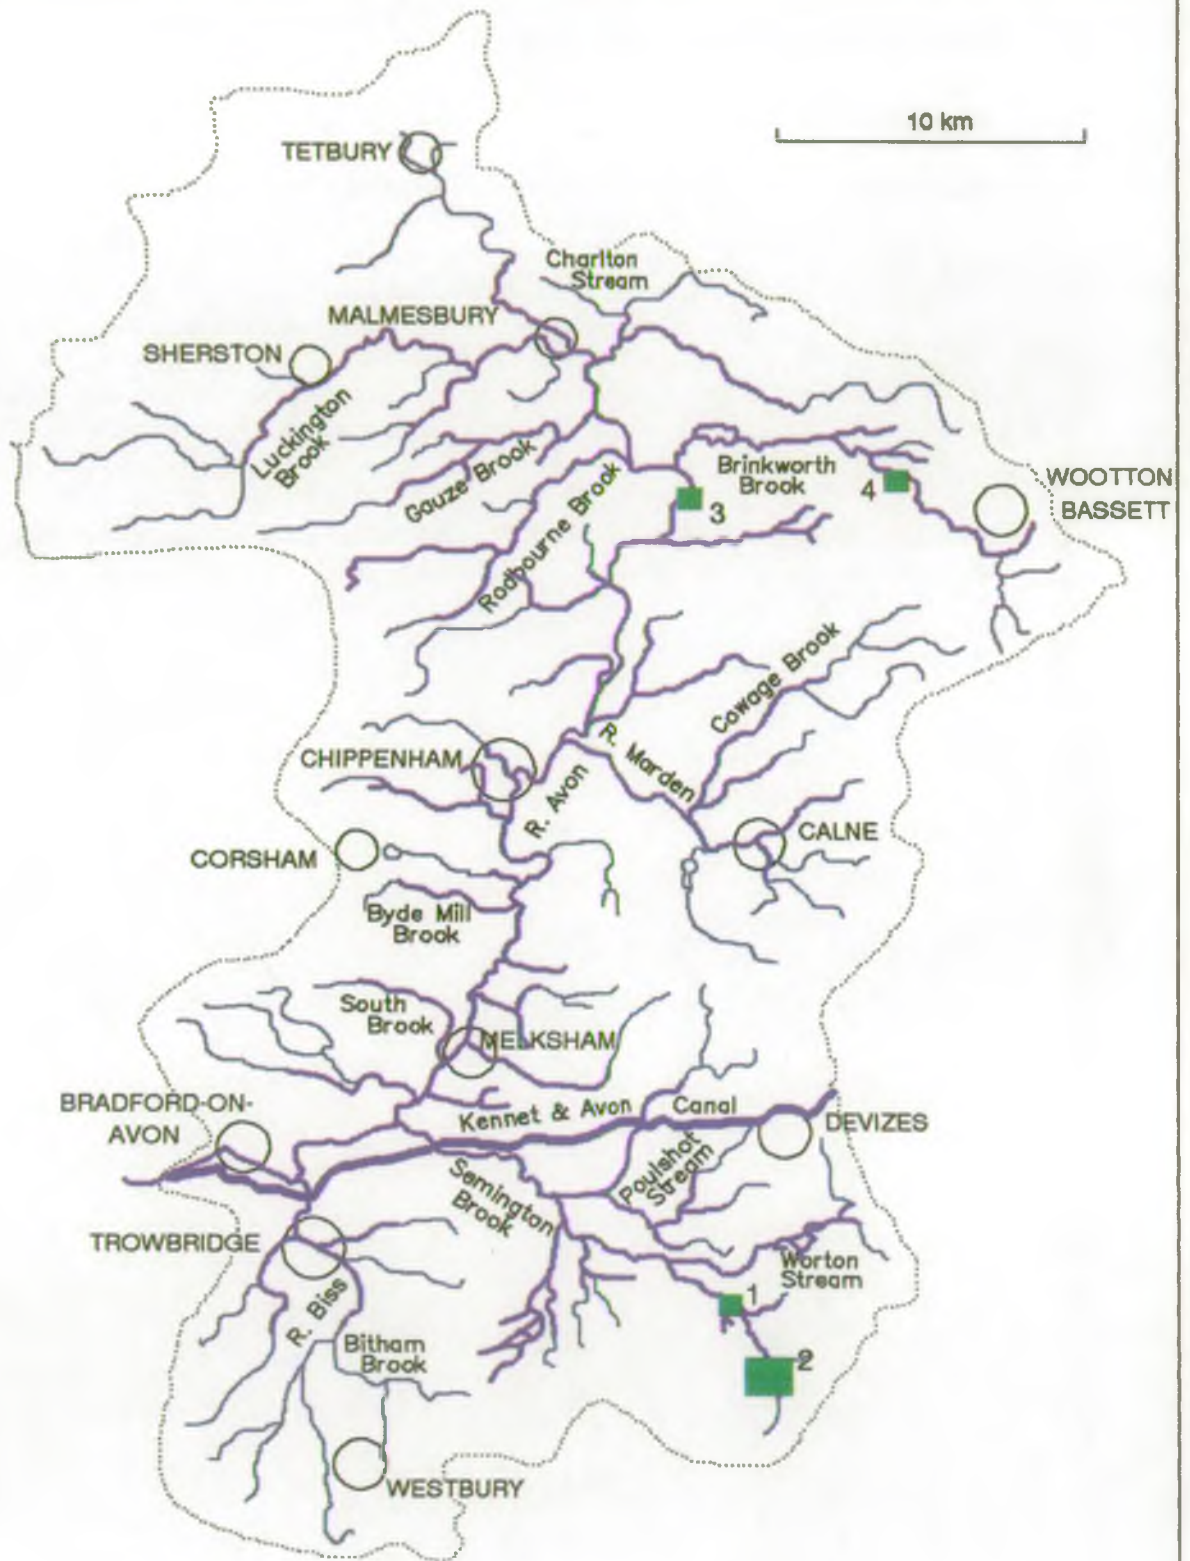 10 km
TETBURY
Charlton
Stream
MALMESBURY
SHERSTON
Luckington
Brook
Gauze Brook
Rodbourne Brook
Brinkworth
Brook
WOOTTON
BASSETT
4
3
Cowage Brook
R. Marden
CHIPPENHAM
R. Avon
CALNE
CORSHAM
Byde Mill
Brook
South
Brook
MELKSHAM
BRADFORD-ON-
AVON
Kennet & Avon Canal
DEVIZES
Poulshot
Stream
Semington
Brook
TROWBRIDGE
Worton
Stream
1
R. Biss
Bitham
Brook
2
WESTBURY